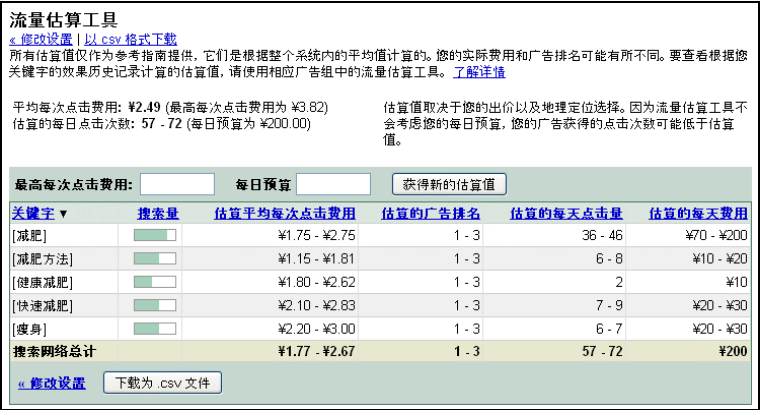 流量估算工具
« 修改设置 | 以 csv 格式下载
所有估算值仅作为参考指南提供，它们是根据整个系统内的平均值计算的。您的实际费用和广告排名可能有所不同。要查看根据您
关键字的效果历史记录计算的估算值，请使用相应广告组中的流量估算工具。 了解详情
平均每次点击费用: ¥2.49 (最高每次点击费用为 ¥3.82)
估算的每日点击次数: 57 - 72 (每日预算为 ¥200.00)
估算值取决于您的出价以及地理定位选择。因为流量估算工具不
会考虑您的每日预算，您的广告获得的点击次数可能低于估算
值。
最高每次点击费用: 每日预算 获得新的估算值
关键字 ▼ 搜索量 估算平均每次点击费用 估算的广告排名 估算的每天点击量 估算的每天费用
[减肥] ¥1.75 - ¥2.75 1 - 3 36 - 46 ¥70 - ¥200
[减肥方法] ¥1.15 - ¥1.81 1 - 3 6 - 8 ¥10 - ¥20
[健康减肥] ¥1.80 - ¥2.62 1 - 3 2 ¥10
[快速减肥] ¥2.10 - ¥2.83 1 - 3 7 - 9 ¥20 - ¥30
[瘦身] ¥2.20 - ¥3.00 1 - 3 6 - 7 ¥20 - ¥30
搜索网络总计 ¥1.77 - ¥2.67 1 - 3 57 - 72 ¥200
« 修改设置 下载为 .csv 文件